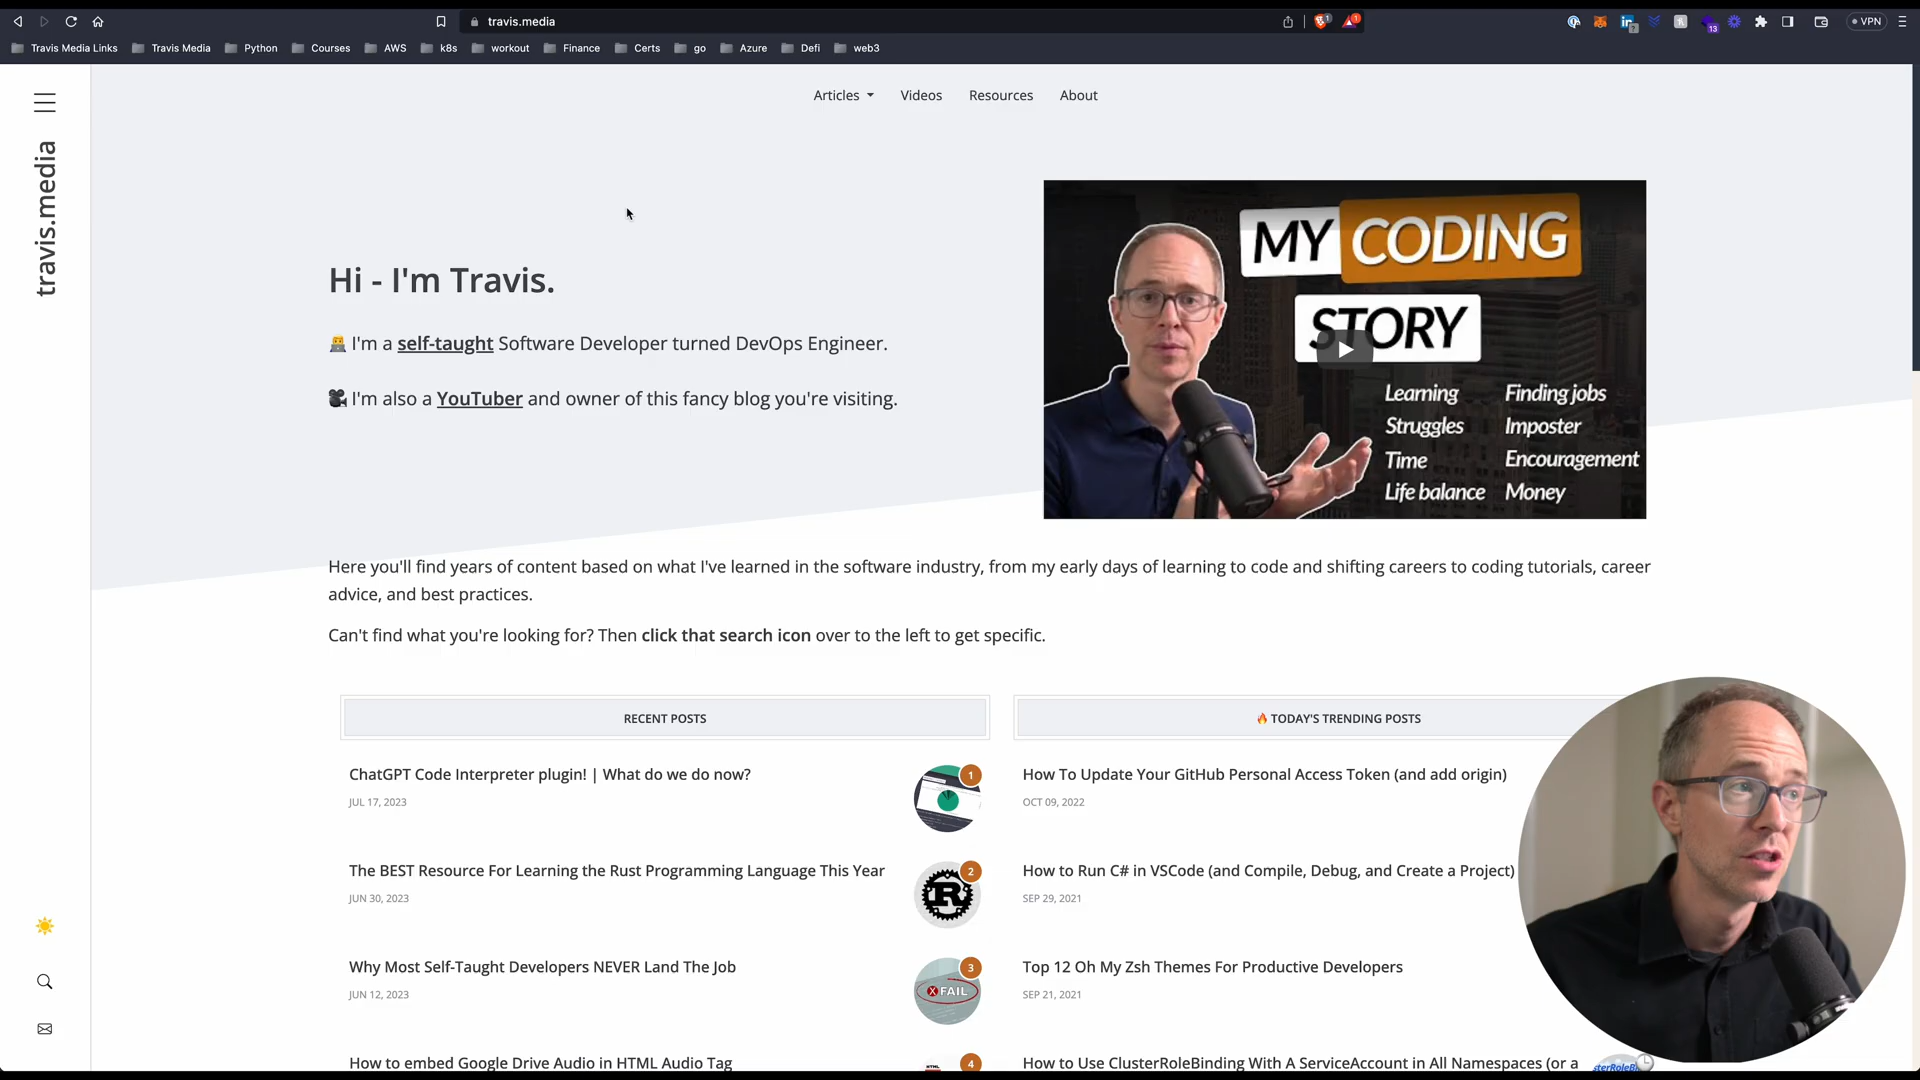 travis.media
1
1
13
VPN
Travis Media Links
Travis Media
Python
Courses
AWS
k8s
workout
Finance
Certs
go
Azure
Defi
web3
travis.media
Articles
Videos
Resources
About
Hi - I'm Travis.
I'm a self-taught Software Developer turned DevOps Engineer.
I'm also a YouTuber and owner of this fancy blog you're visiting.
MY CODING
STORY
Learning
Finding jobs
Struggles
Imposter
Time
Encouragement
Life balance
Money
Here you'll find years of content based on what I've learned in the software industry, from my early days of learning to code and shifting careers to coding tutorials, career
advice, and best practices.
Can't find what you're looking for? Then click that search icon over to the left to get specific.
RECENT POSTS
ChatGPT Code Interpreter plugin! | What do we do now?
JUL 17, 2023
1
The BEST Resource For Learning the Rust Programming Language This Year
JUN 30, 2023
R
2
Why Most Self-Taught Developers NEVER Land The Job
JUN 12, 2023
X FAIL
3
How to embed Google Drive Audio in HTML Audio Tag
4
🔥 TODAY'S TRENDING POSTS
How To Update Your GitHub Personal Access Token (and add origin)
OCT 09, 2022
How to Run C# in VSCode (and Compile, Debug, and Create a Project)
SEP 29, 2021
Top 12 Oh My Zsh Themes For Productive Developers
SEP 21, 2021
How to Use ClusterRoleBinding With A ServiceAccount in All Namespaces (or a